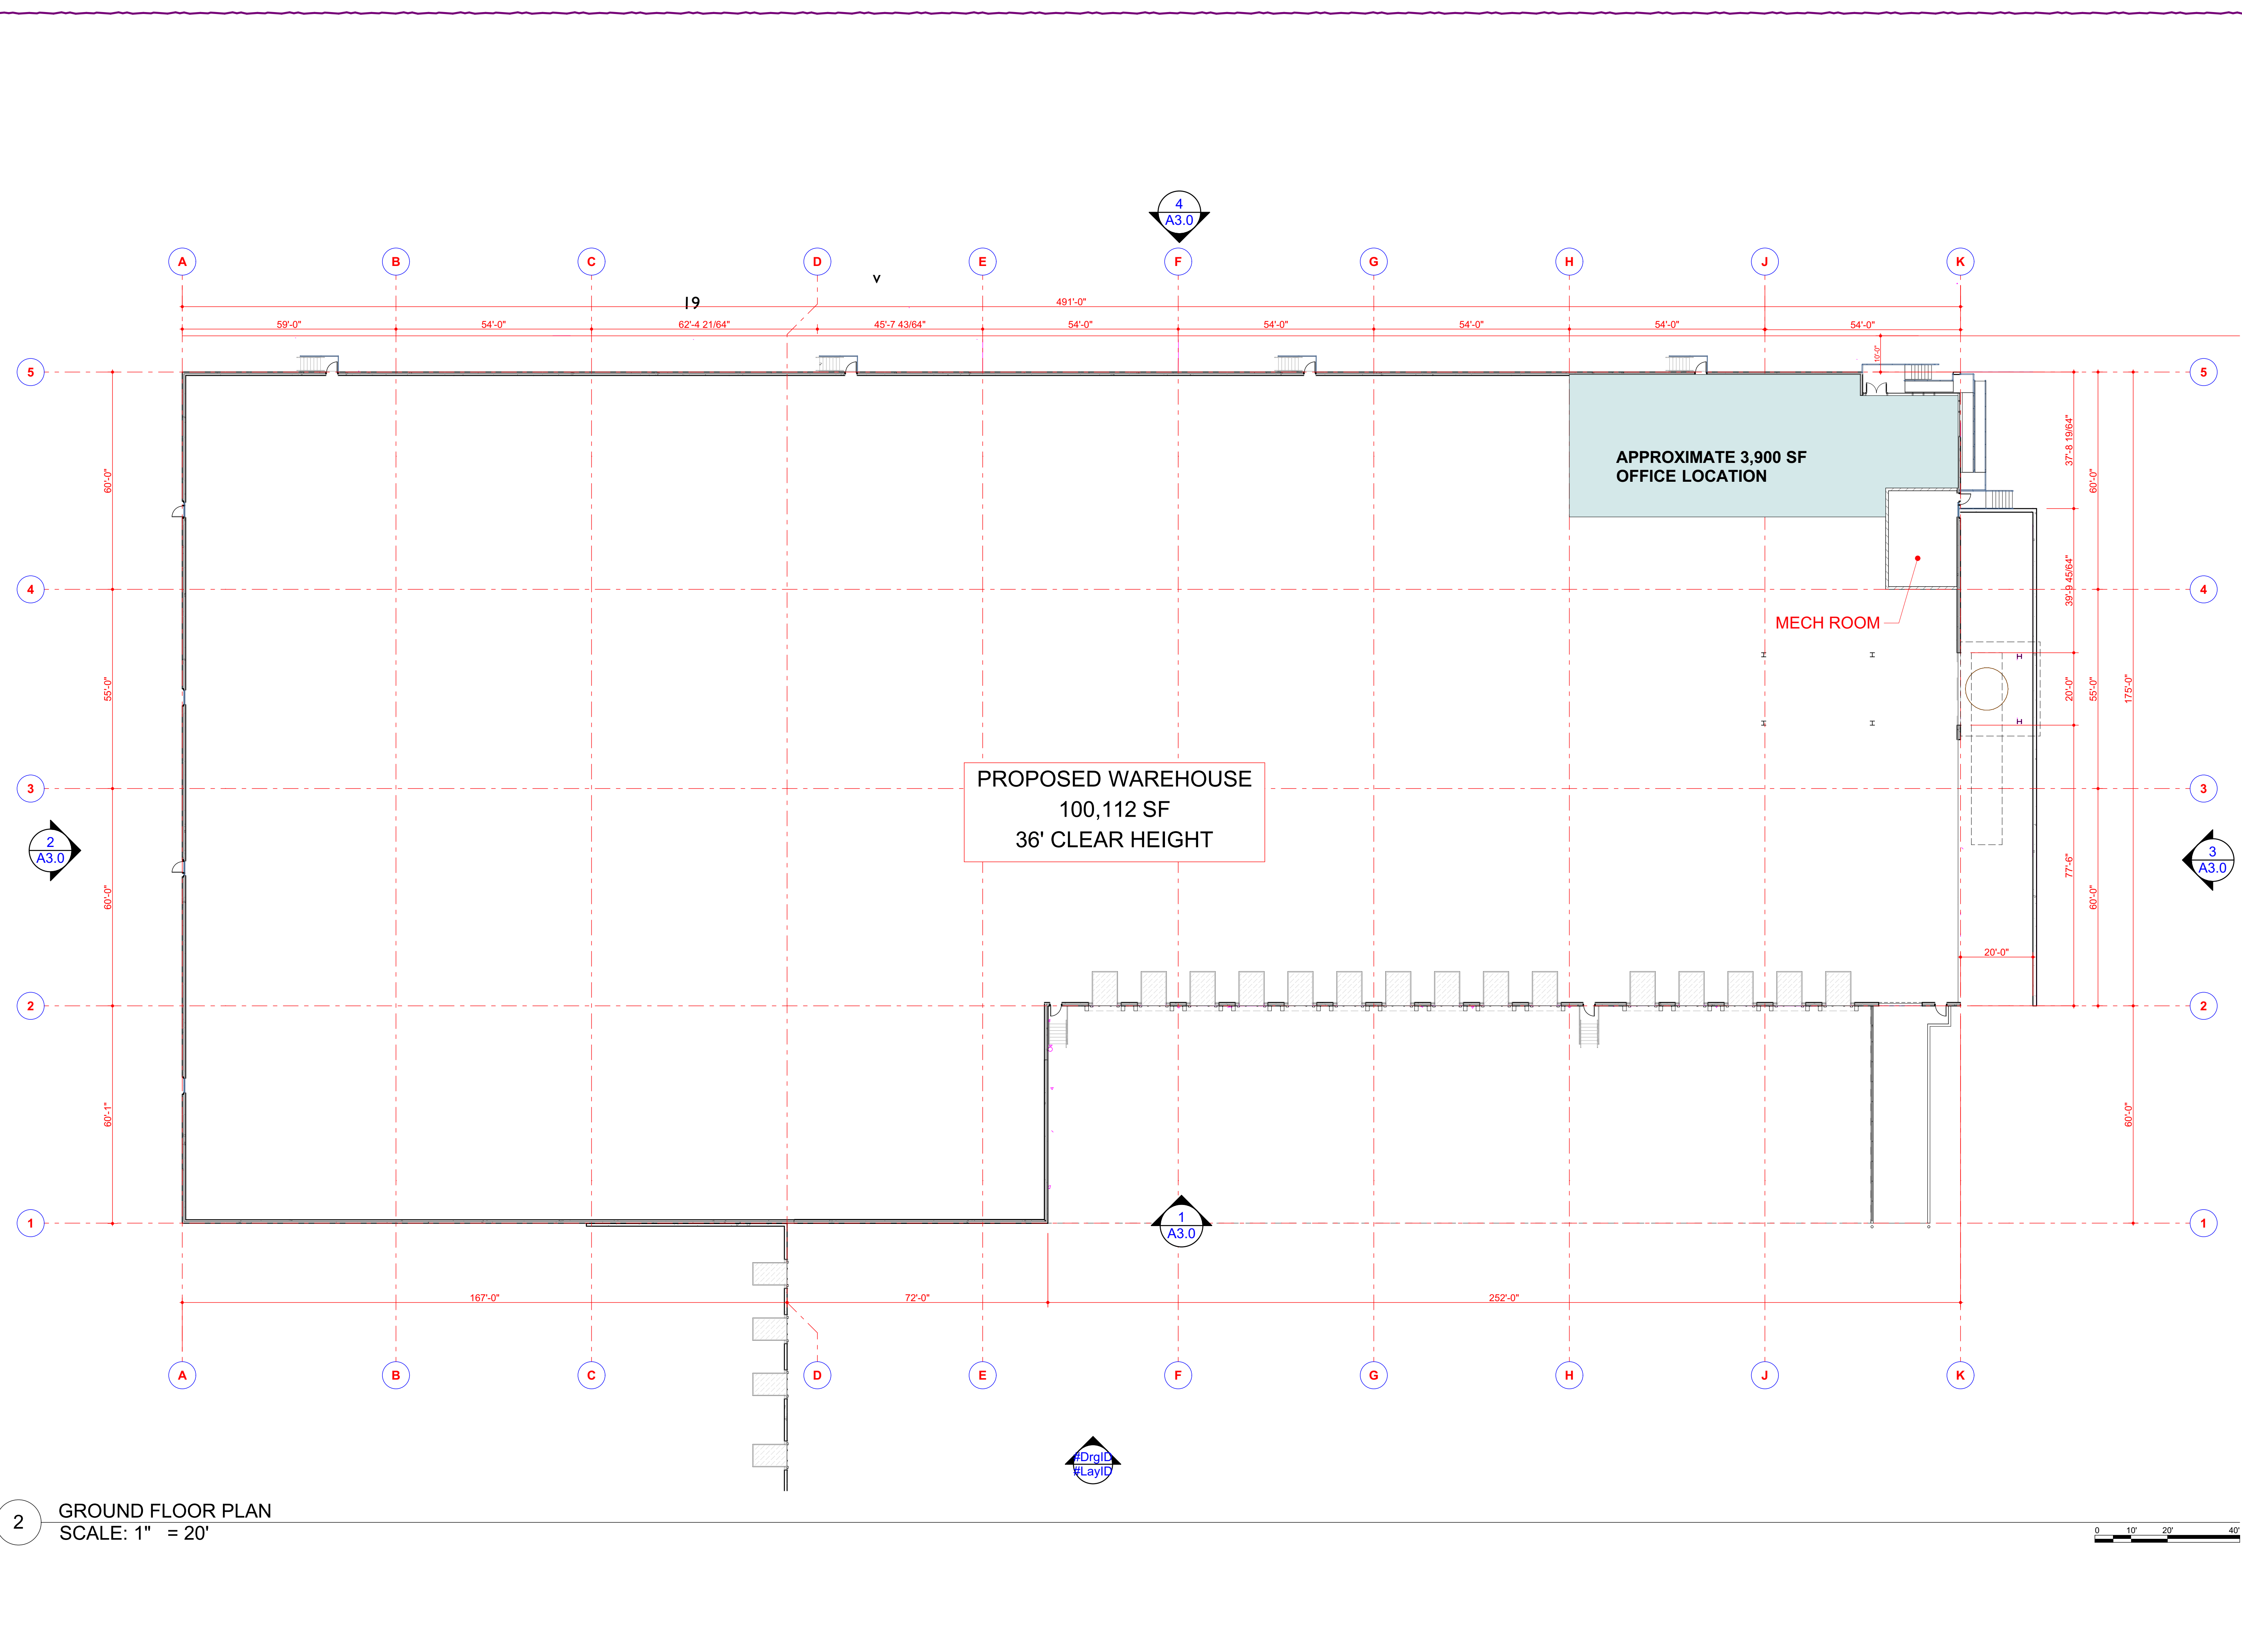 4
A3.0
A
B
C
D
E
F
G
H
J
K
v
19
491'-0"
59'-0"
54'-0"
62'-4 21/64"
45'-7 43/64"
54'-0"
54'-0"
54'-0"
54'-0"
54'-0"
10'-0"
5
5
37'-8 19/64"
60'-0"
60'-0"
APPROXIMATE 3,900 SF
OFFICE LOCATION
39'-9 45/64"
4
4
MECH ROOM
55'-0"
20'-0"
55'-0"
175'-0"
PROPOSED WAREHOUSE
100,112 SF
36' CLEAR HEIGHT
3
3
2
A3.0
3
A3.0
77'-6"
60'-0"
60'-0"
20'-0"
2
2
60'-1"
60'-0"
1
1
1
A3.0
167'-0"
72'-0"
252'-0"
A
B
C
D
E
F
G
H
J
K
#DrgID
#LayID
2
GROUND FLOOR PLAN
SCALE: 1" = 20'
0
10'
20'
40'